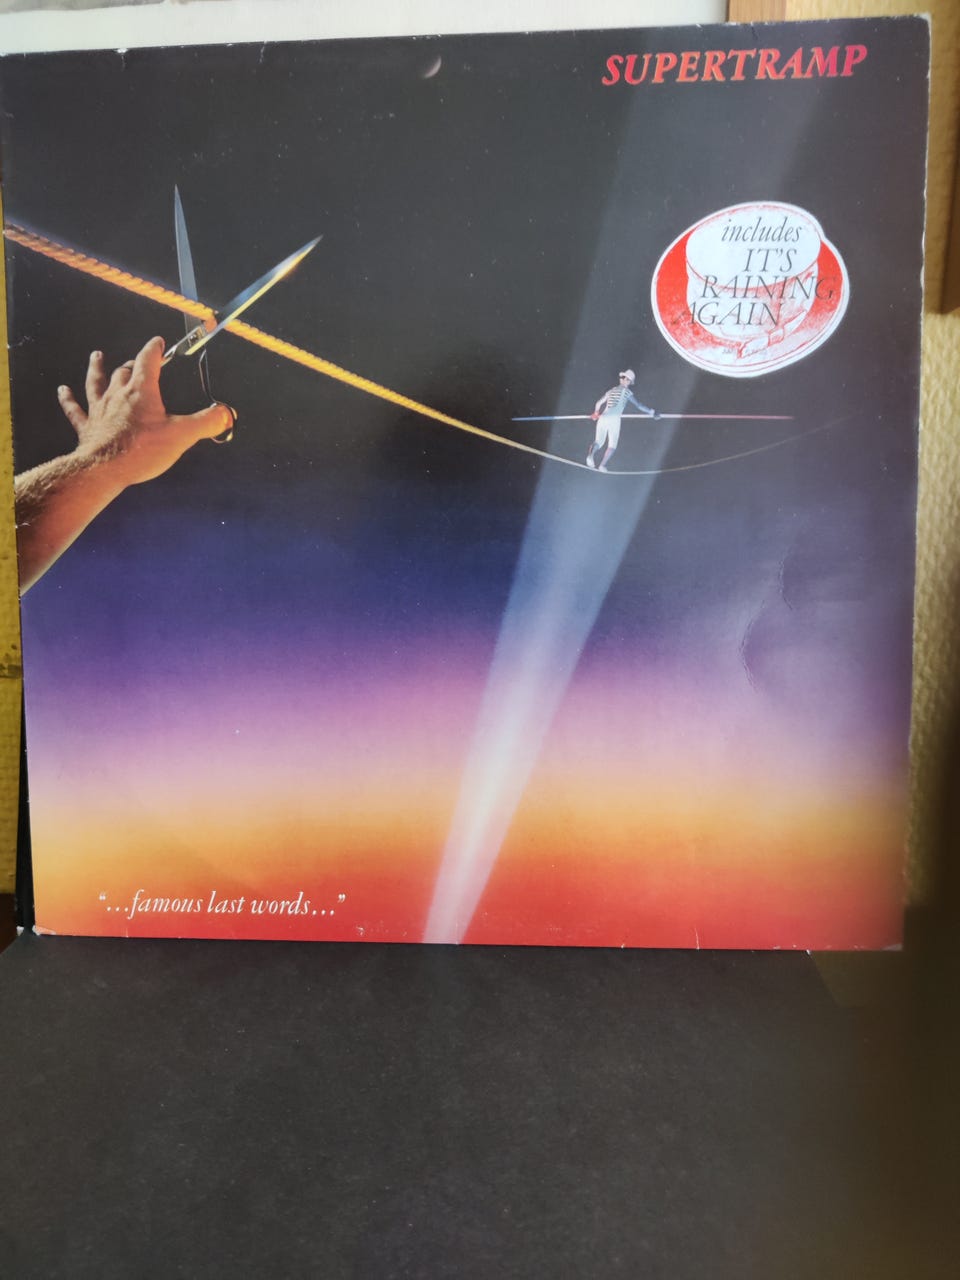 SUPERTRAMP
includes
IT'S
RAINING
AGAIN
“...famous last words...”